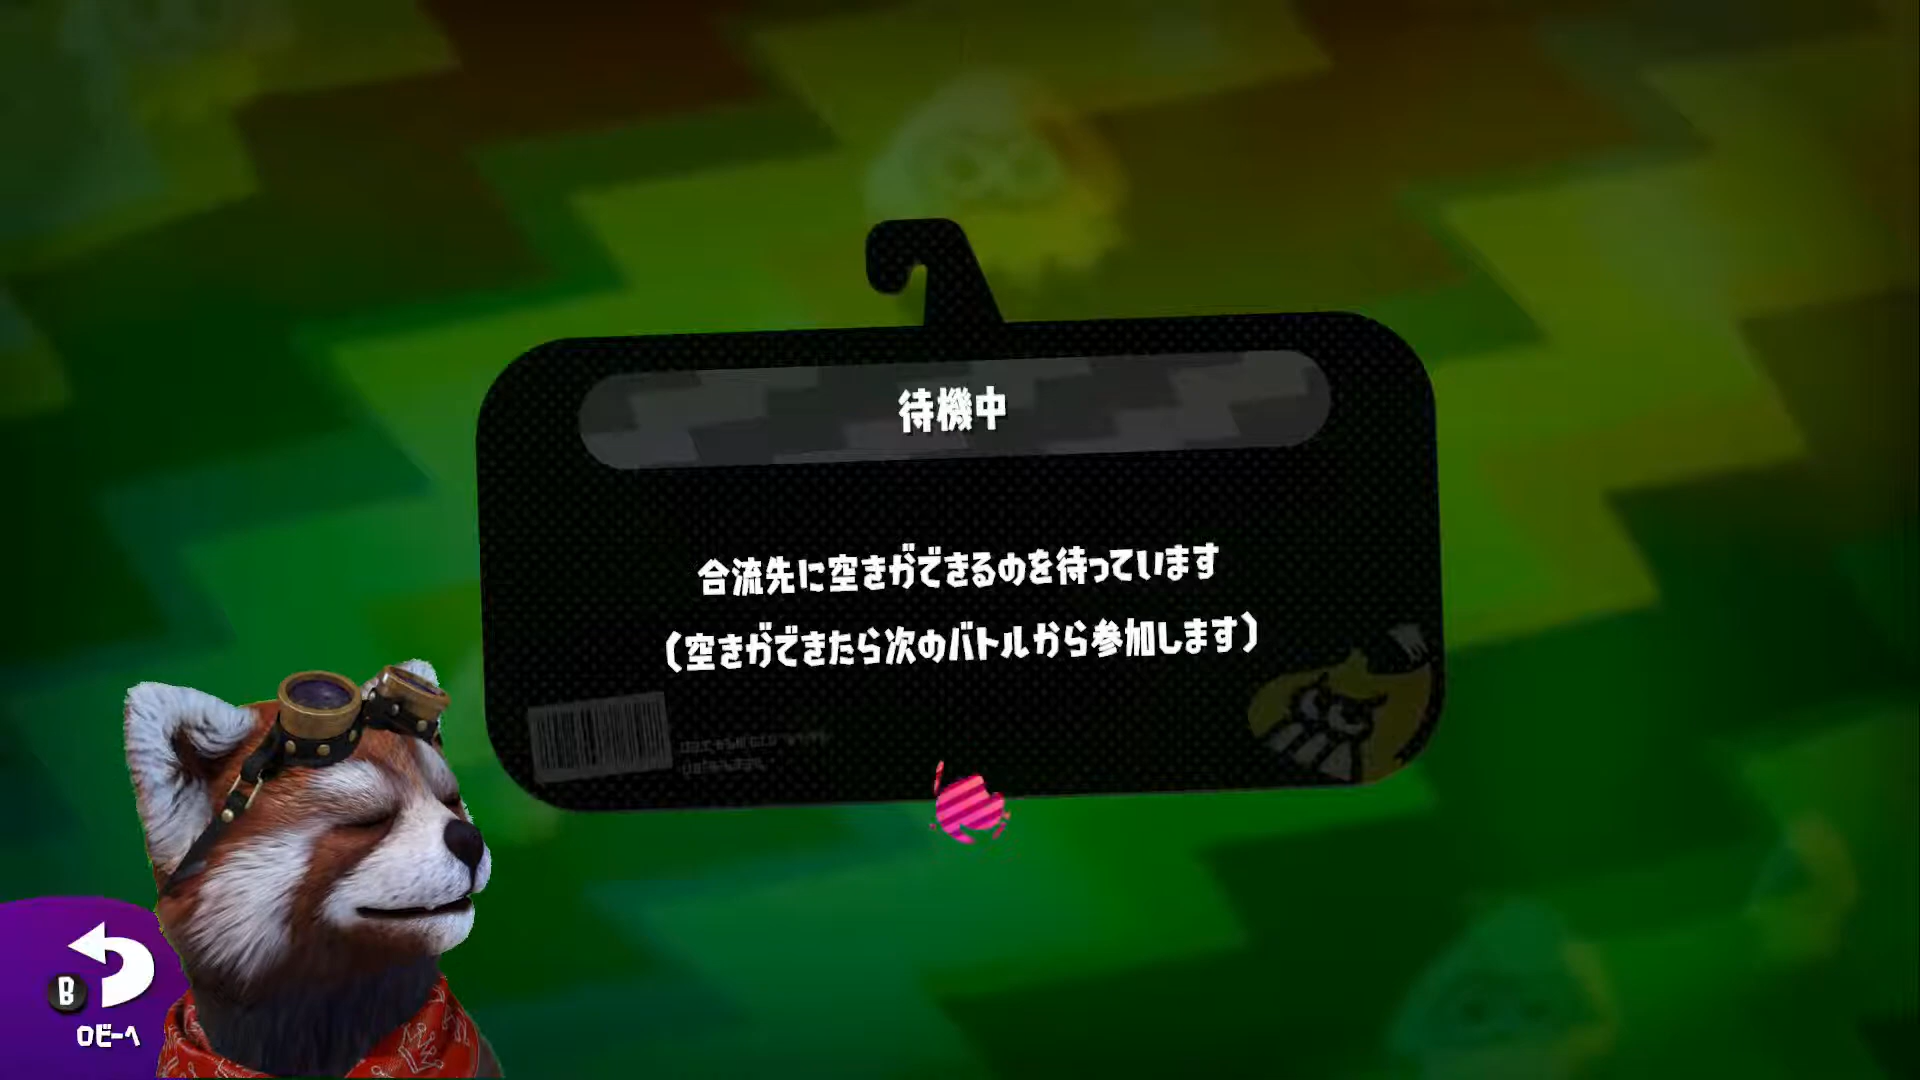 待機中
合流先に空きができるのを待っています
(空きができたら次のバトルから参加します)
B
ロビーへ